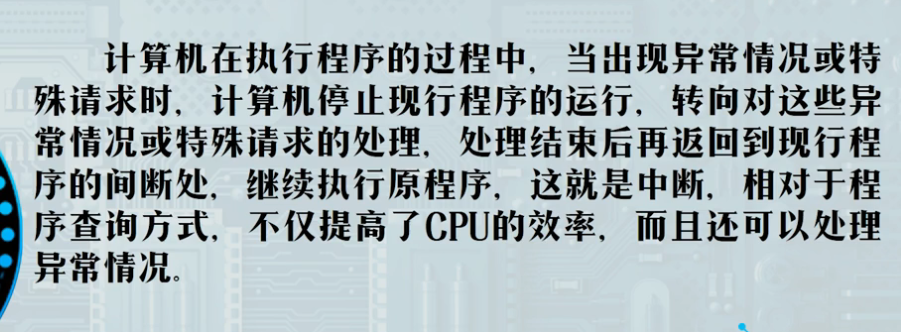 计算机在执行程序的过程中，当出现异常情况或特
殊请求时，计算机停止现行程序的运行，转向对这些异
常情况或特殊请求的处理，处理结束后再返回到现行程
序的间断处，继续执行原程序，这就是中断，相对于程
序查询方式，不仅提高了CPU的效率，而且还可以处理
异常情况。